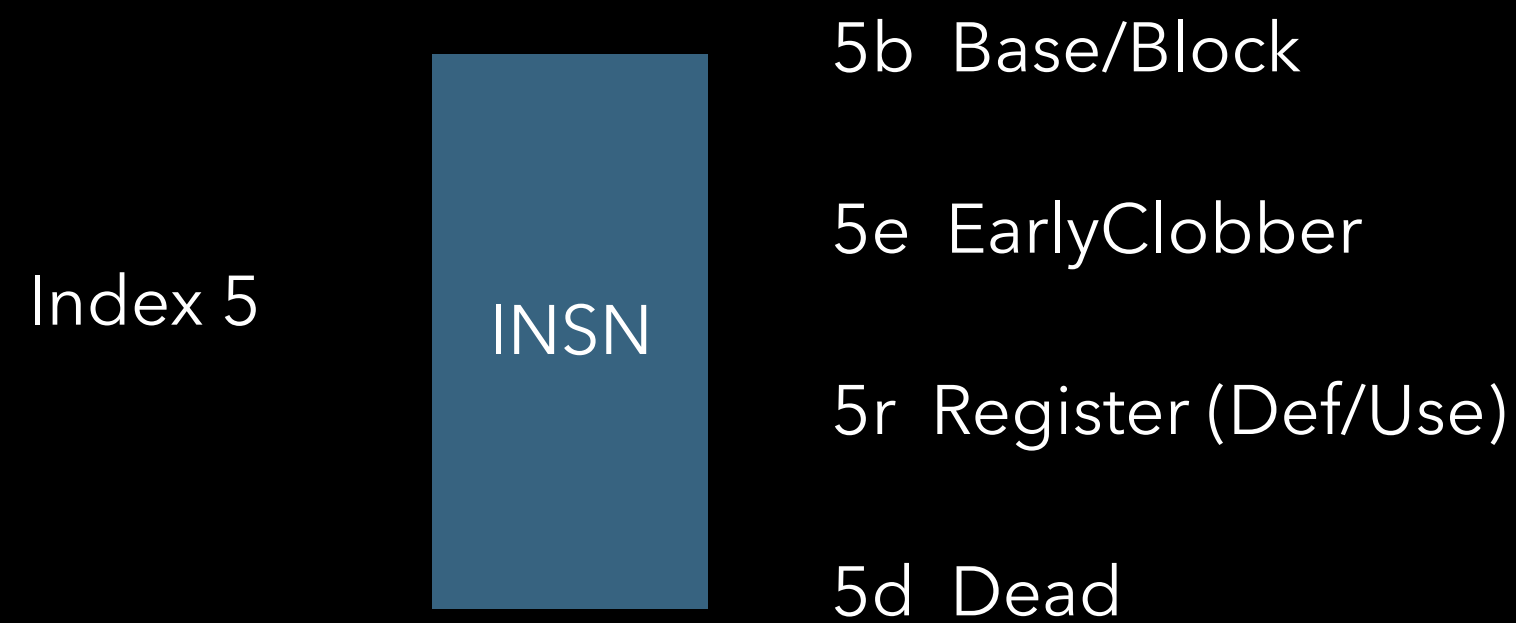 Index 5
INSN
5b Base/Block
5e EarlyClobber
5r Register (Def/Use)
5d Dead